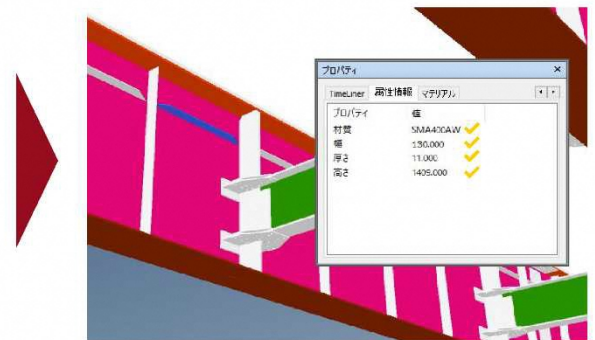 プロパティ
TimeLiner 属性情報 マテリアル
プロパティ 値
材質 SMA400AW
幅 130.000
厚さ 11.000
高さ 1409.000